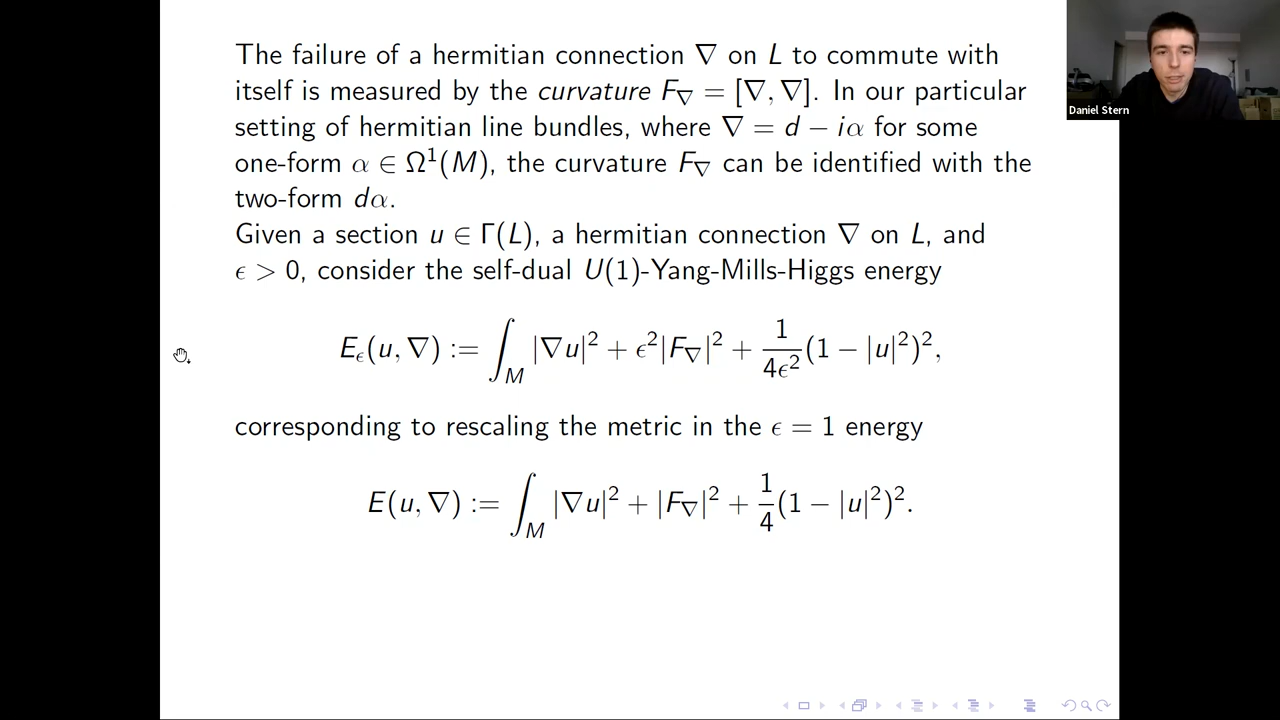 The failure of a hermitian connection ∇ on L to commute with
itself is measured by the curvature F_∇ = [∇, ∇]. In our particular
setting of hermitian line bundles, where ∇ = d − iα for some
one-form α ∈ Ω¹(M), the curvature F_∇ can be identified with the
two-form dα.
Given a section u ∈ Γ(L), a hermitian connection ∇ on L, and
ϵ > 0, consider the self-dual U(1)-Yang-Mills-Higgs energy
E_ϵ(u, ∇) := ∫_M |∇u|² + ϵ²|F_∇|² + 1/(4ϵ²) (1 − |u|²)²,
corresponding to rescaling the metric in the ϵ = 1 energy
E(u, ∇) := ∫_M |∇u|² + |F_∇|² + 1/4 (1 − |u|²)².
Daniel Stern